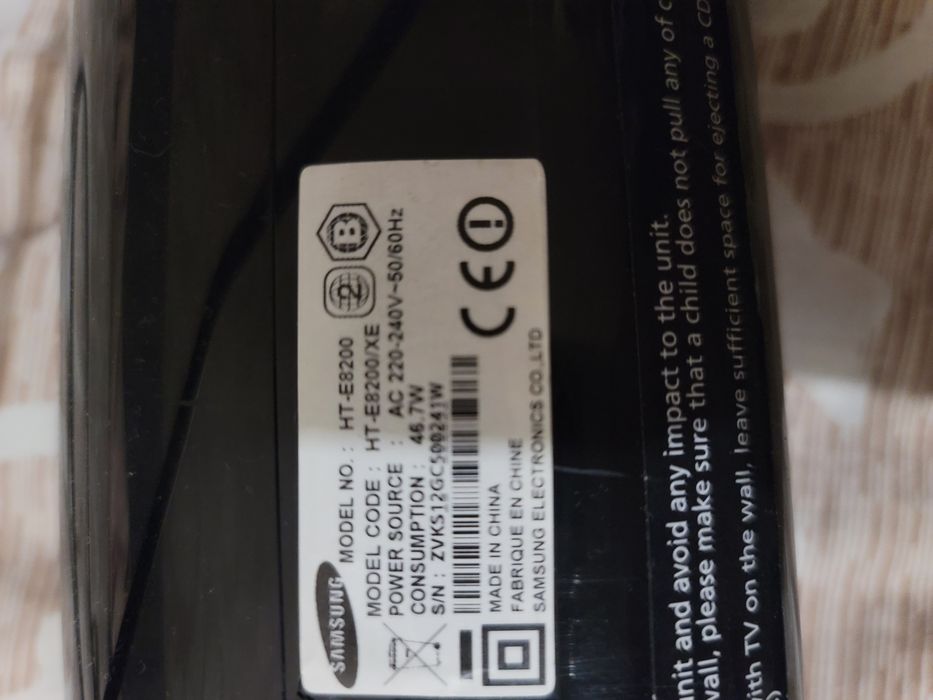 SAMSUNG
MODEL NO. : HT-E8200
MODEL CODE : HT-E8200/XE
POWER SOURCE : AC 220-240V~50/60Hz
CONSUMPTION : 46.7W
S/N : ZVKS12GC500241W
2
B
CE
MADE IN CHINA
FABRIQUE EN CHINE
SAMSUNG ELECTRONICS CO.,LTD
unit and avoid any impact to the unit.
wall, please make sure that a child does not pull any of
with TV on the wall, leave sufficient space for ejecting a CD